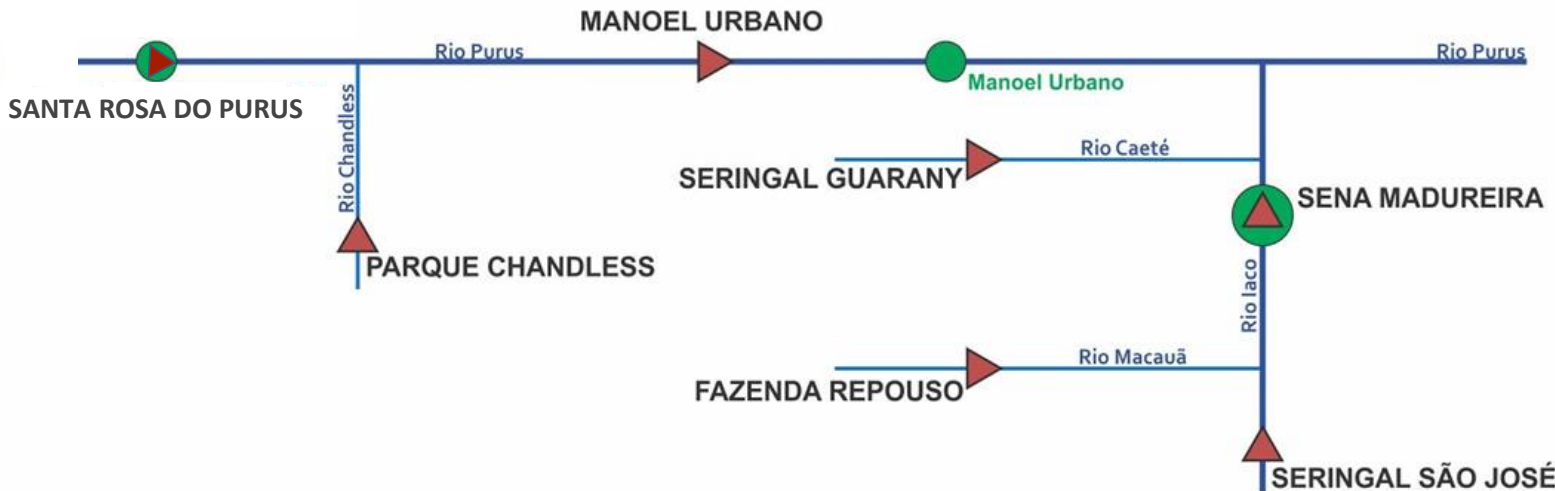 MANOEL URBANO
Rio Purus
Rio Purus
Manoel Urbano
SANTA ROSA DO PURUS
Rio Chandless
Rio Caeté
SERINGAL GUARANY
SENA MADUREIRA
PARQUE CHANDLESS
Rio Iaco
Rio Macauã
FAZENDA REPOUSO
SERINGAL SÃO JOSÉ